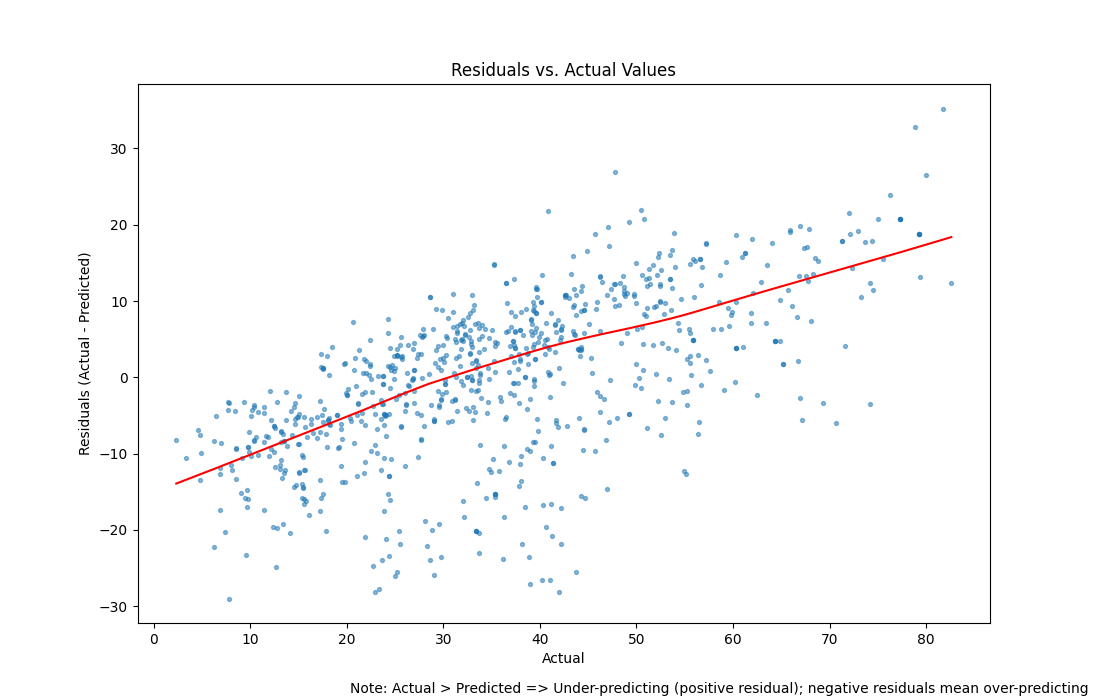 Residuals vs. Actual Values
Residuals (Actual - Predicted)
30
20
10
0
−10
−20
−30
0 10 20 30 40 50 60 70 80
Actual
Note: Actual > Predicted => Under-predicting (positive residual); negative residuals mean over-predicting